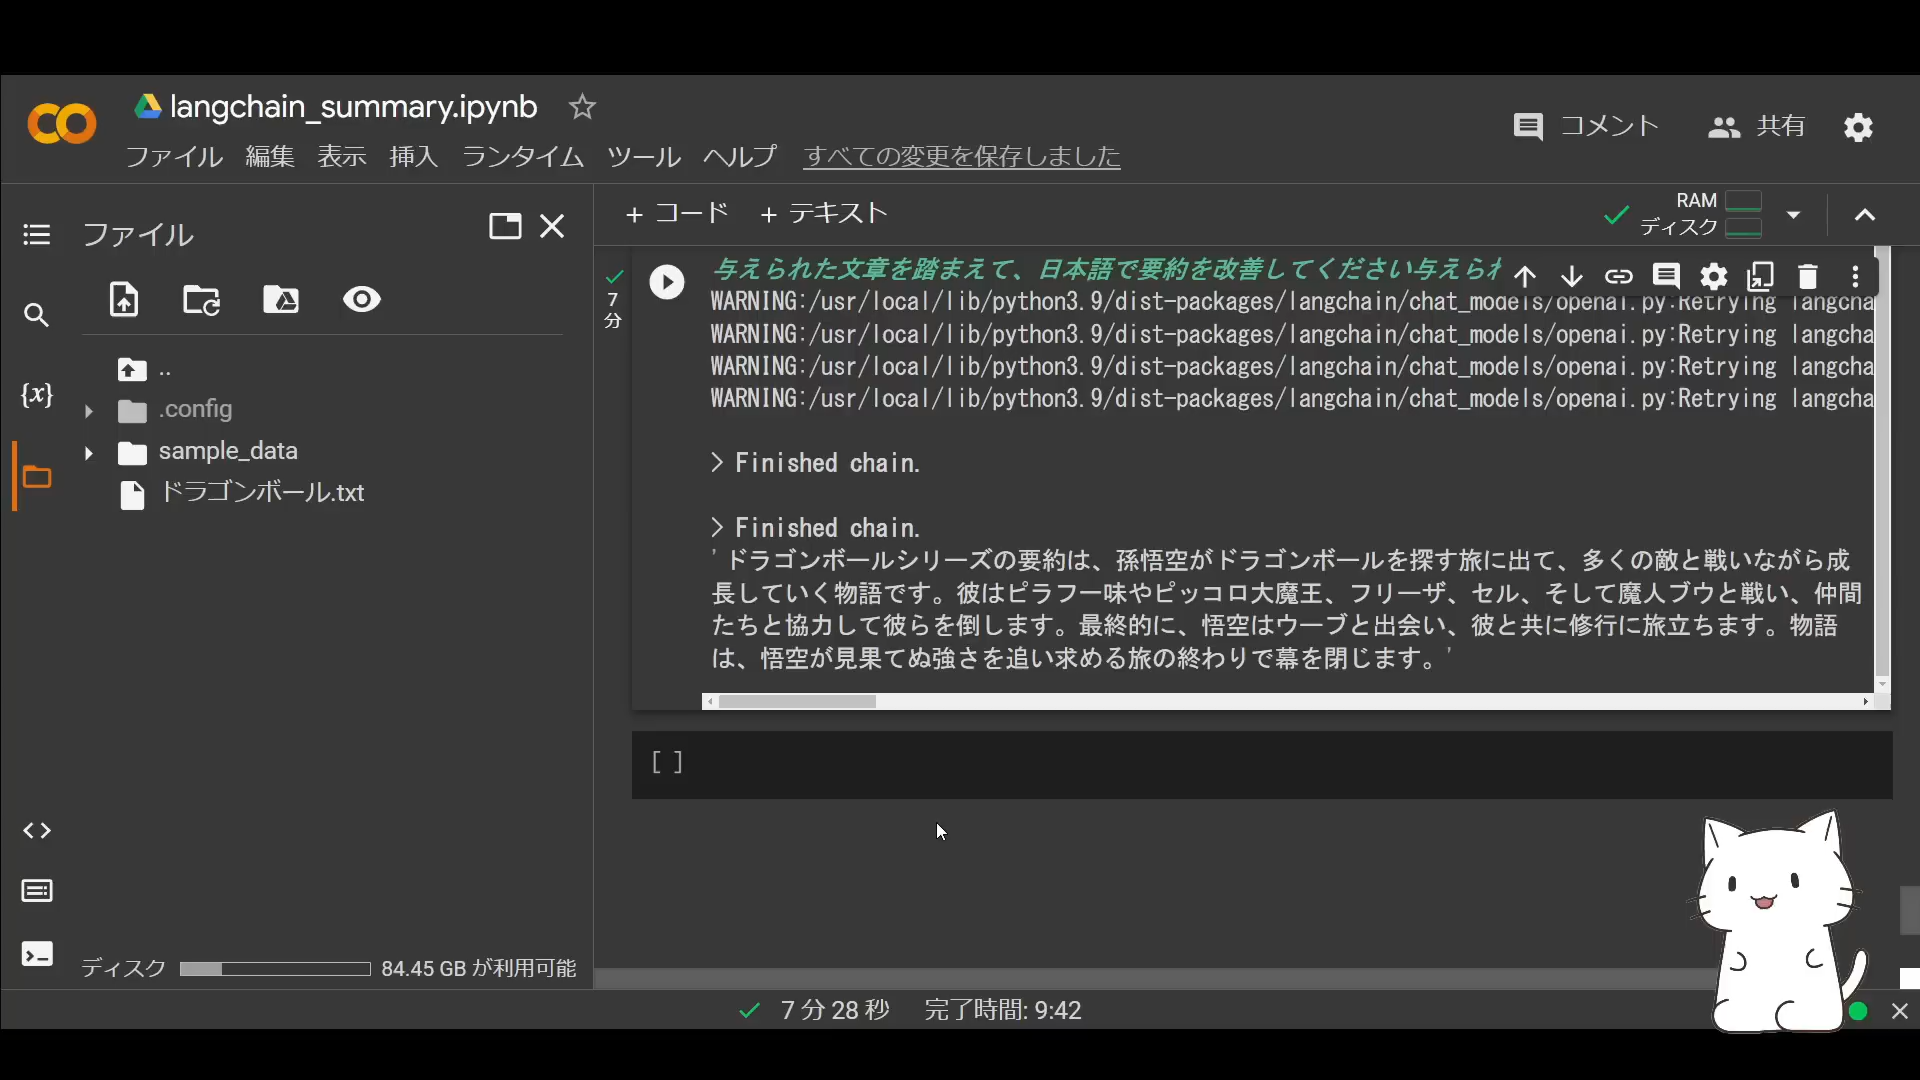 langchain_summary.ipynb
コメント
共有
ファイル 編集 表示 挿入 ランタイム ツール ヘルプ すべての変更を保存しました
ファイル
+ コード + テキスト
RAM
ディスク
{x}
..
.config
sample_data
ドラゴンボール.txt
7
分
与えられた文章を踏まえて、日本語で要約を改善してください与えられ
WARNING:/usr/local/lib/python3.9/dist-packages/langchain/chat_models/openai.py:Retrying langcha
WARNING:/usr/local/lib/python3.9/dist-packages/langchain/chat_models/openai.py:Retrying langcha
WARNING:/usr/local/lib/python3.9/dist-packages/langchain/chat_models/openai.py:Retrying langcha
WARNING:/usr/local/lib/python3.9/dist-packages/langchain/chat_models/openai.py:Retrying langcha
> Finished chain.
> Finished chain.
'ドラゴンボールシリーズの要約は、孫悟空がドラゴンボールを探す旅に出て、多くの敵と戦いながら成
長していく物語です。彼はピラフ一味やピッコロ大魔王、フリーザ、セル、そして魔人ブウと戦い、仲間
たちと協力して彼らを倒します。最終的に、悟空はウーブと出会い、彼と共に修行に旅立ちます。物語
は、悟空が見果てぬ強さを追い求める旅の終わりで幕を閉じます。'
[ ]
ディスク 84.45 GB が利用可能
7 分 28 秒 完了時間: 9:42